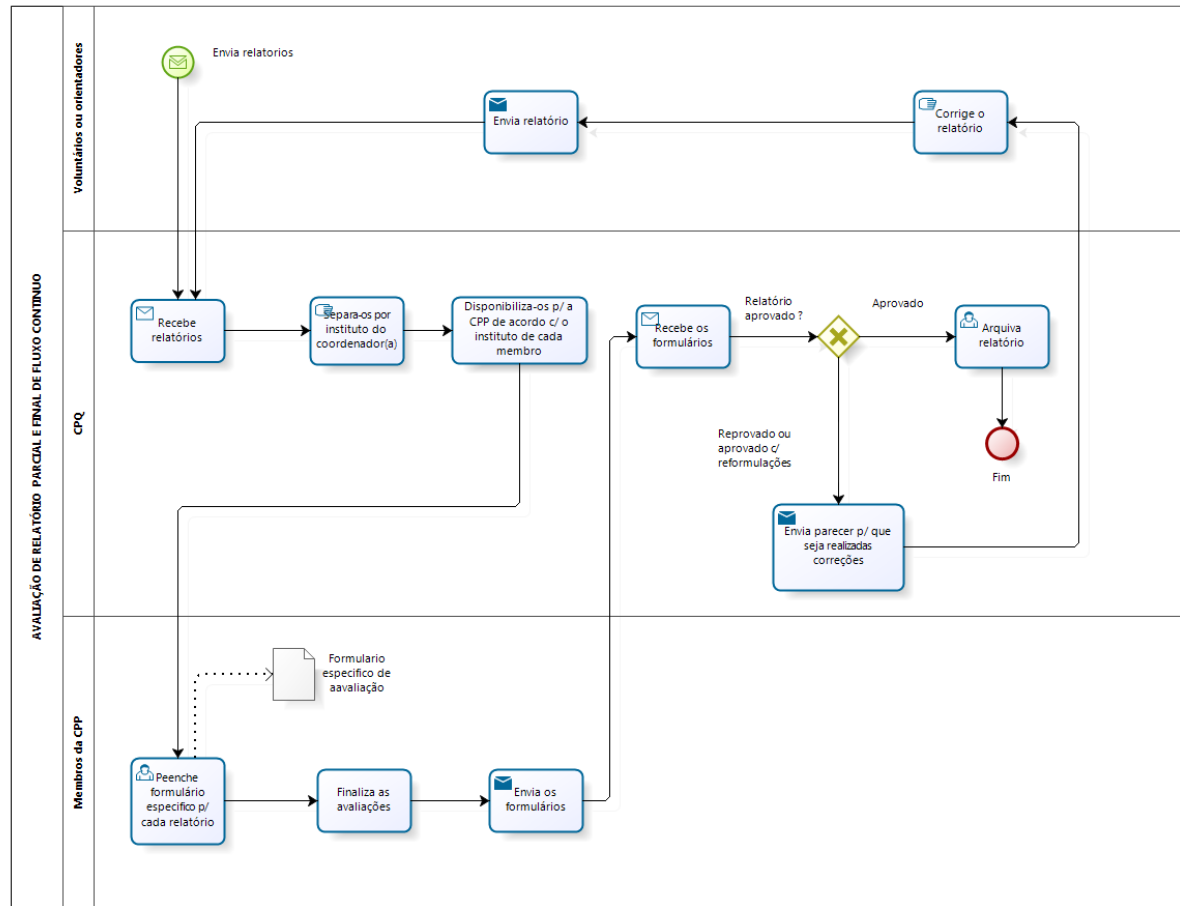 AVALIAÇÃO DE RELATÓRIO PARCIAL E FINAL DE FLUXO CONTINUO
Voluntários ou orientadores
Envia relatorios
Envia relatório
Corrige o
relatório
CPQ
Recebe
relatórios
Separa-os por
instituto do
coordenador(a)
Disponibiliza-os p/ a
CPP de acordo c/ o
instituto de cada
membro
Recebe os
formulários
Relatório
aprovado ?
Aprovado
Arquiva
relatório
Fim
Reprovado ou
aprovado c/
reformulações
Envia parecer p/ que
seja realizadas
correções
Membros da CPP
Formulario
especifico de
aavaliação
Peenche
formulário
especifico p/
cada relatório
Finaliza as
avaliações
Envia os
formulários